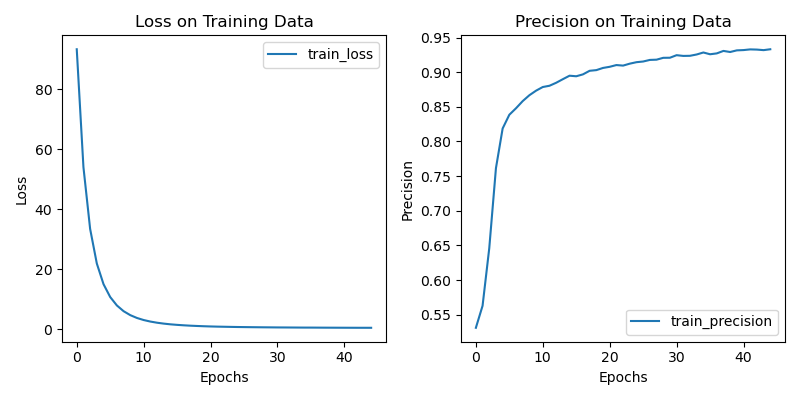 Loss on Training Data
train_loss
80
60
40
20
0
Loss
0 10 20 30 40
Epochs
Precision on Training Data
0.95
0.90
0.85
0.80
0.75
0.70
0.65
0.60
0.55
Precision
train_precision
0 10 20 30 40
Epochs